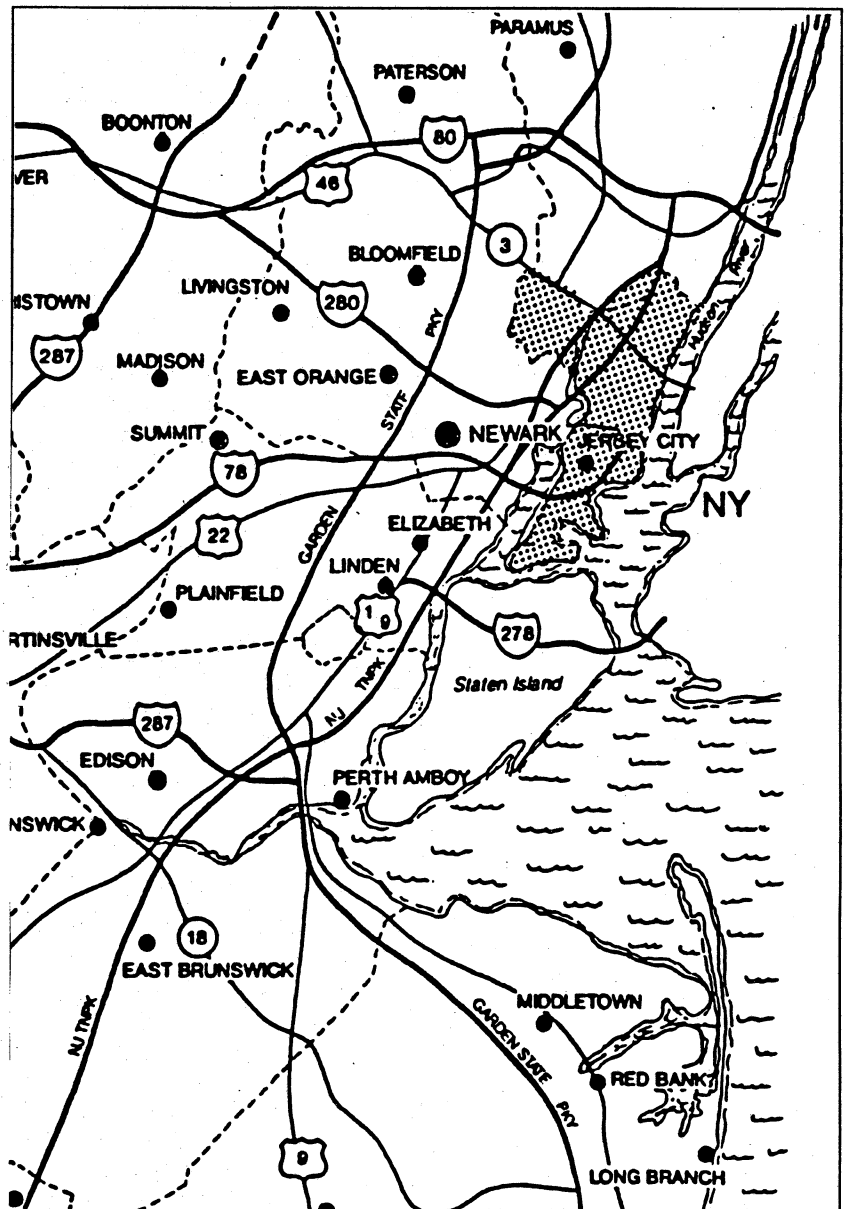 PARAMUS
PATERSON
BOONTON
80
VER
46
3
BLOOMFIELD
LIVINGSTON
280
River
Hudson
ISTOWN
287
PKY
MADISON
EAST ORANGE
STATE
SUMMIT
NEWARK
JERSEY CITY
78
NY
22
ELIZABETH
GARDEN
LINDEN
PLAINFIELD
1 9
278
RTINSVILLE
TNPK
Staten Island
NJ
287
EDISON
PERTH AMBOY
NSWICK
18
EAST BRUNSWICK
MIDDLETOWN
NJ TNPK
GARDEN STATE
PKY
RED BANK
9
LONG BRANCH